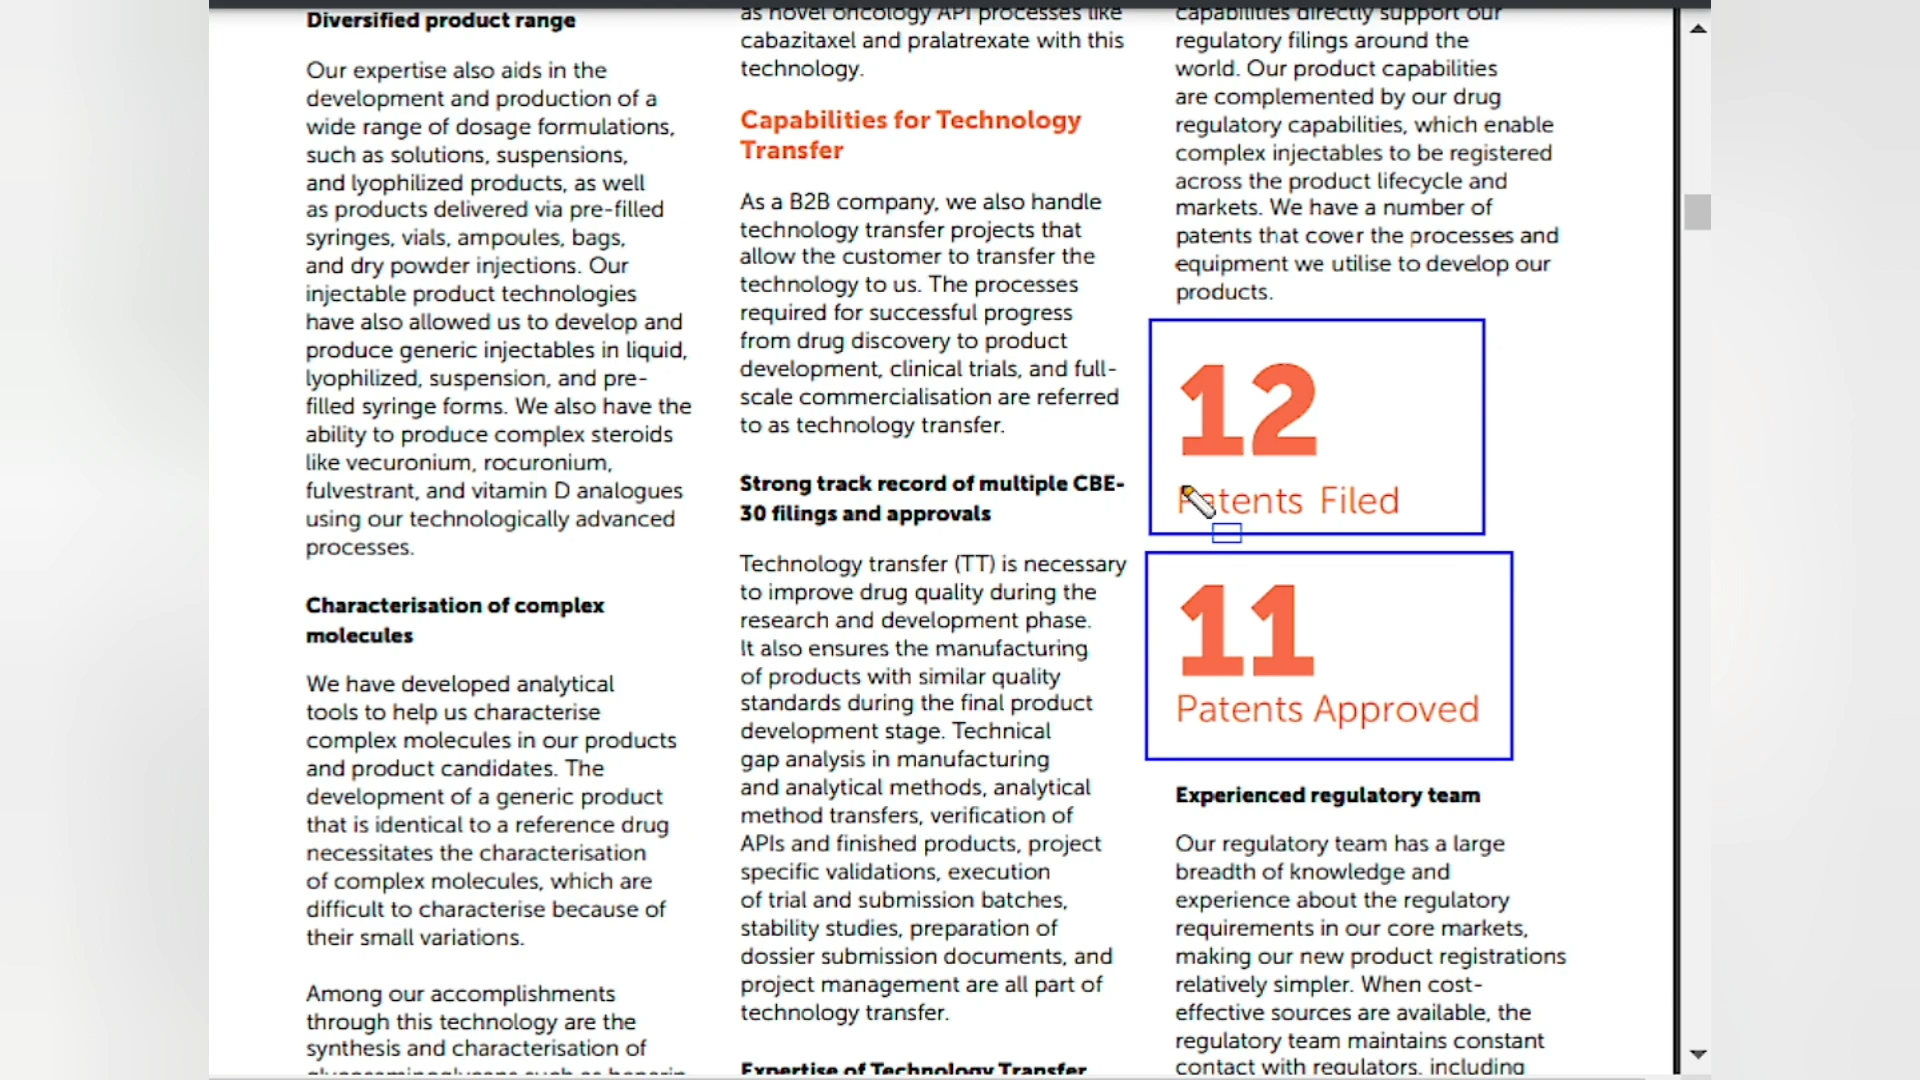 Diversified product range
Our expertise also aids in the
development and production of a
wide range of dosage formulations,
such as solutions, suspensions,
and lyophilized products, as well
as products delivered via pre-filled
syringes, vials, ampoules, bags,
and dry powder injections. Our
injectable product technologies
have also allowed us to develop and
produce generic injectables in liquid,
lyophilized, suspension, and pre-
filled syringe forms. We also have the
ability to produce complex steroids
like vecuronium, rocuronium,
fulvestrant, and vitamin D analogues
using our technologically advanced
processes.
Characterisation of complex
molecules
We have developed analytical
tools to help us characterise
complex molecules in our products
and product candidates. The
development of a generic product
that is identical to a reference drug
necessitates the characterisation
of complex molecules, which are
difficult to characterise because of
their small variations.
Among our accomplishments
through this technology are the
synthesis and characterisation of
as novel oncology API processes like
cabazitaxel and pralatrexate with this
technology.
Capabilities for Technology
Transfer
As a B2B company, we also handle
technology transfer projects that
allow the customer to transfer the
technology to us. The processes
required for successful progress
from drug discovery to product
development, clinical trials, and full-
scale commercialisation are referred
to as technology transfer.
Strong track record of multiple CBE-
30 filings and approvals
Technology transfer (TT) is necessary
to improve drug quality during the
research and development phase.
It also ensures the manufacturing
of products with similar quality
standards during the final product
development stage. Technical
gap analysis in manufacturing
and analytical methods, analytical
method transfers, verification of
APIs and finished products, project
specific validations, execution
of trial and submission batches,
stability studies, preparation of
dossier submission documents, and
project management are all part of
technology transfer.
Expertise of Technology Transfer
capabilities directly support our
regulatory filings around the
world. Our product capabilities
are complemented by our drug
regulatory capabilities, which enable
complex injectables to be registered
across the product lifecycle and
markets. We have a number of
patents that cover the processes and
equipment we utilise to develop our
products.
12
Patents Filed
11
Patents Approved
Experienced regulatory team
Our regulatory team has a large
breadth of knowledge and
experience about the regulatory
requirements in our core markets,
making our new product registrations
relatively simpler. When cost-
effective sources are available, the
regulatory team maintains constant
contact with regulators, including